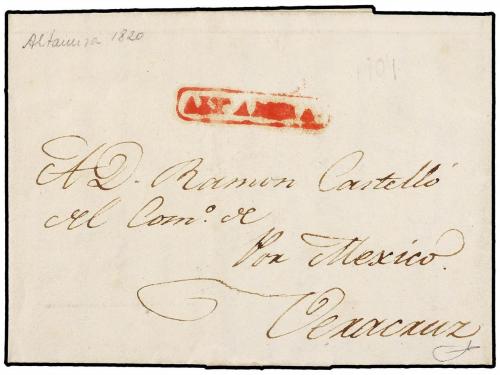 Altamira 1820
ALTAMIRA
A D. Ramon Castelló
del Com.º de
Por Mexico.
Veracruz